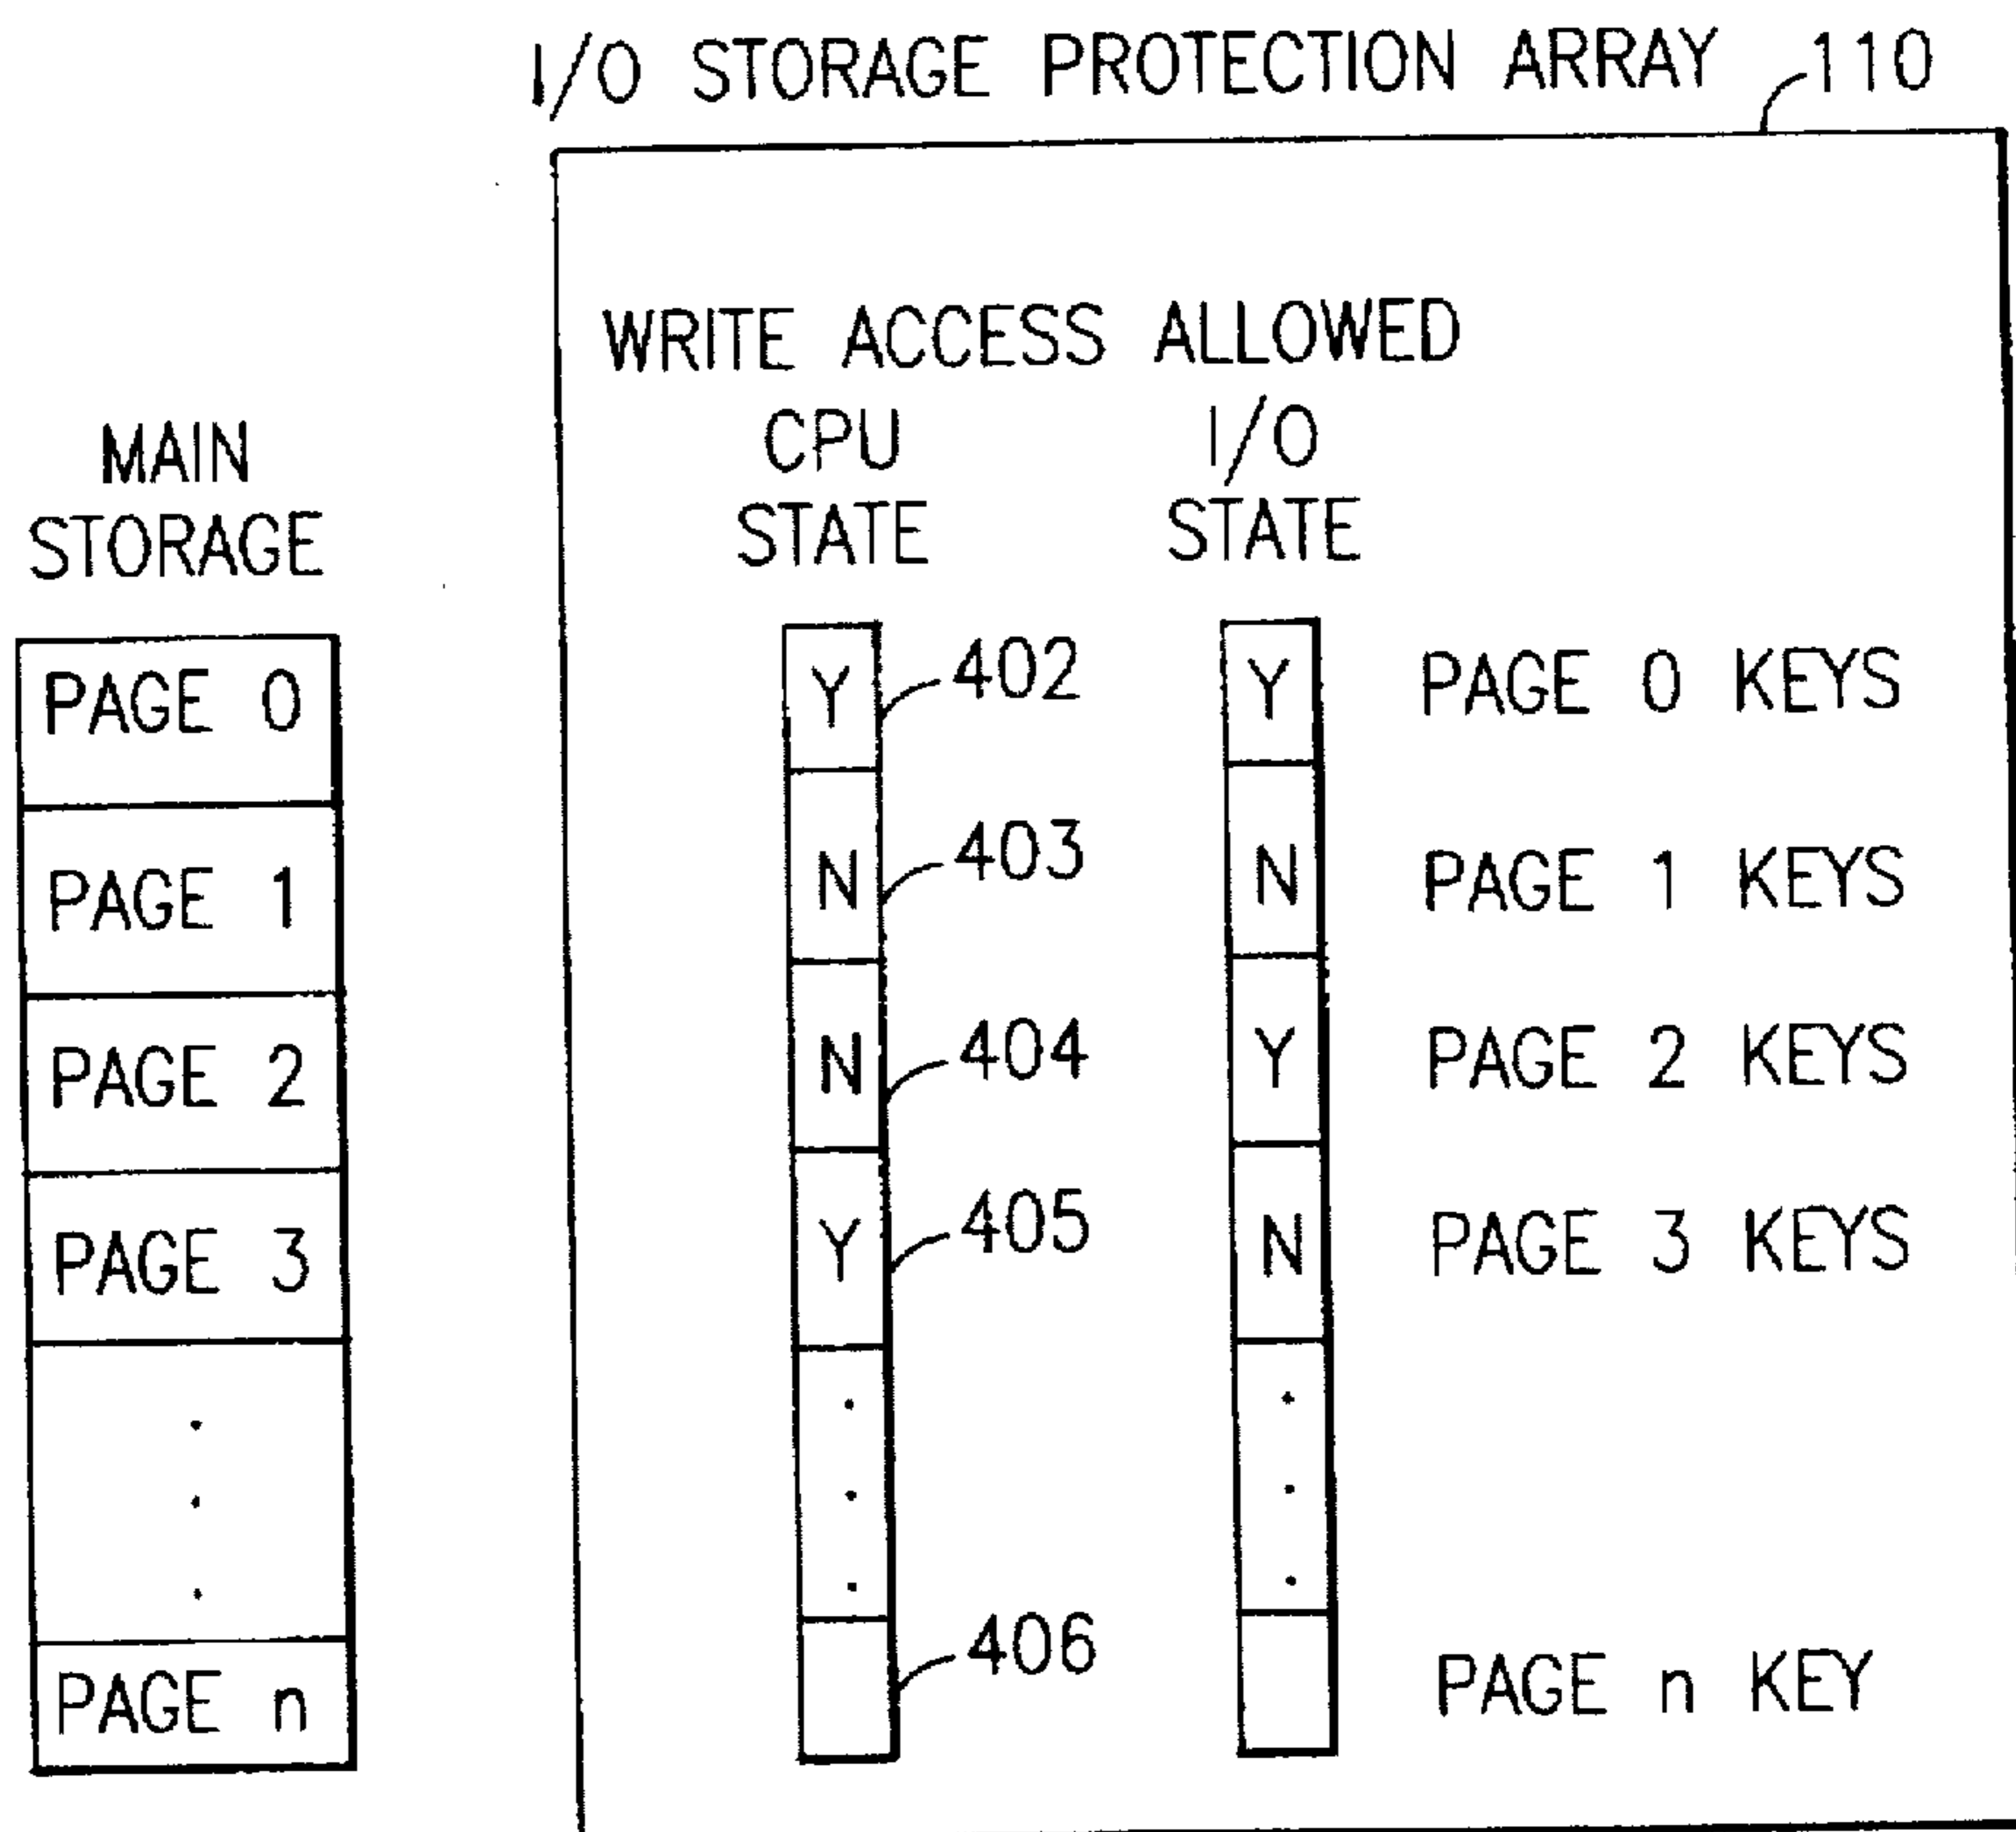 I/O STORAGE PROTECTION ARRAY 110
WRITE ACCESS ALLOWED
MAIN STORAGE
CPU STATE
I/O STATE
PAGE 0 Y 402 Y PAGE 0 KEYS
PAGE 1 N 403 N PAGE 1 KEYS
PAGE 2 N 404 Y PAGE 2 KEYS
PAGE 3 Y 405 N PAGE 3 KEYS
PAGE n 406 PAGE n KEY